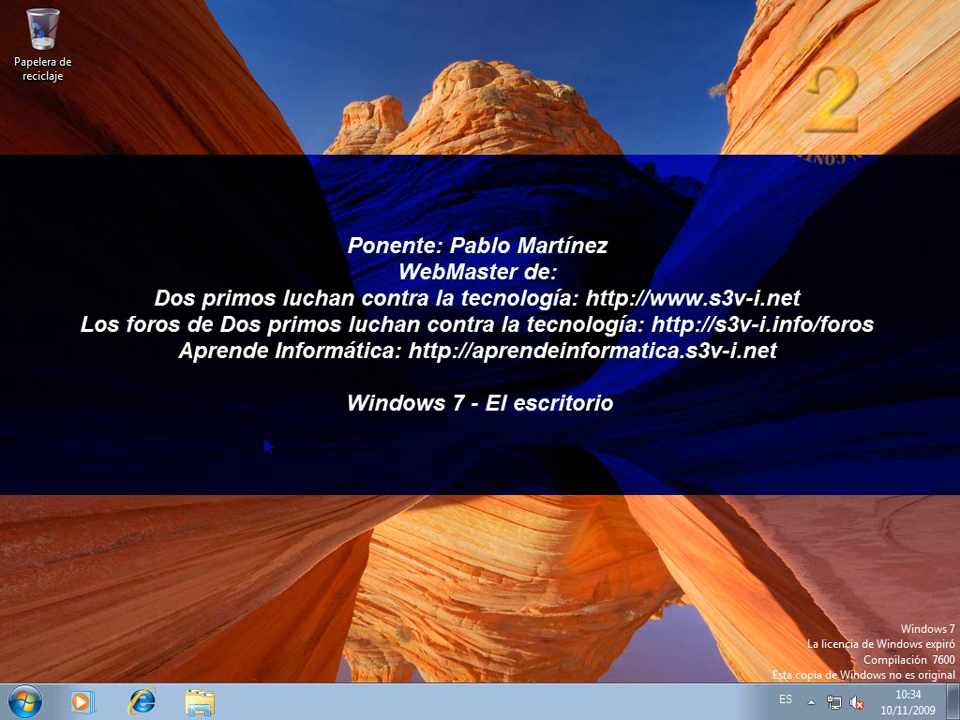 Papelera de
reciclaje
2
Ponente: Pablo Martínez
WebMaster de:
Dos primos luchan contra la tecnología: http://www.s3v-i.net
Los foros de Dos primos luchan contra la tecnología: http://s3v-i.info/foros
Aprende Informática: http://aprendeinformatica.s3v-i.net
Windows 7 - El escritorio
Windows 7
La licencia de Windows expiró
Compilación 7600
Esta copia de Windows no es original
ES
10:34
10/11/2009